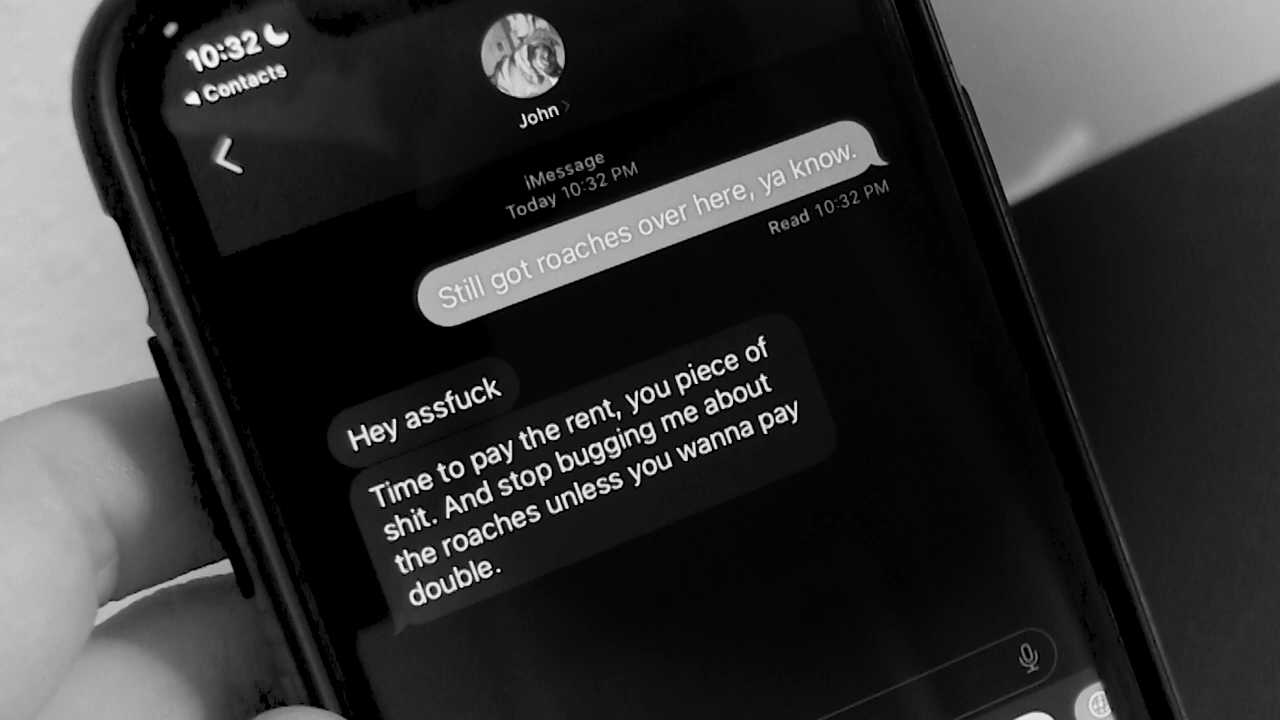 10:32
Contacts
John
iMessage
Today 10:32 PM
Still got roaches over here, ya know.
Read 10:32 PM
Hey assfuck
Time to pay the rent, you piece of
shit. And stop bugging me about
the roaches unless you wanna pay
double.